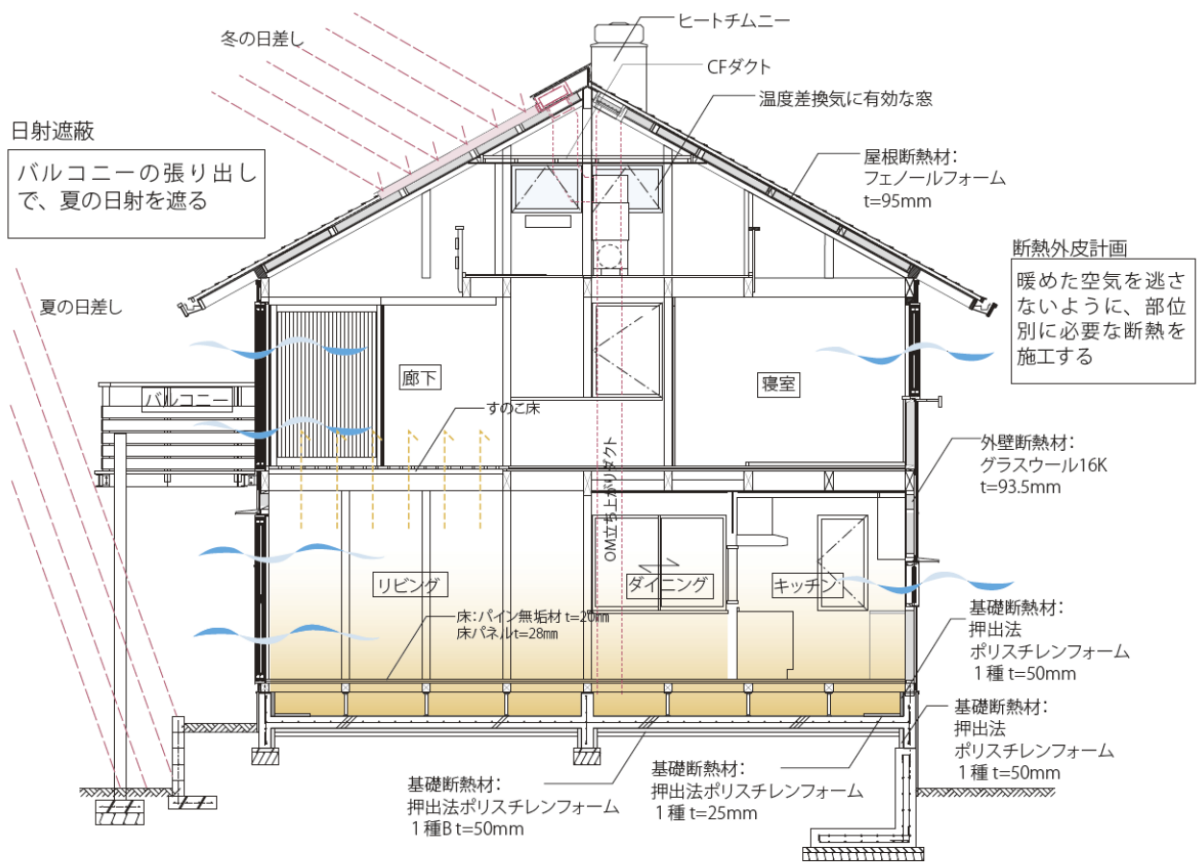 ヒートチムニー
冬の日差し
CFダクト
温度差換気に有効な窓
日射遮蔽
バルコニーの張り出し
で、夏の日射を遮る
屋根断熱材:
フェノールフォーム
t=95mm
断熱外皮計画
暖めた空気を逃さ
ないように、部位
別に必要な断熱を
施工する
夏の日差し
廊下
寝室
バルコニー
すのこ床
外壁断熱材:
グラスウール16K
t=93.5mm
OM立ち上がりダクト
リビング
ダイニング
キッチン
床:パイン無垢材 t=20mm
床パネルt=28mm
基礎断熱材:
押出法
ポリスチレンフォーム
1種 t=50mm
基礎断熱材:
押出法
ポリスチレンフォーム
1種 t=50mm
基礎断熱材:
押出法ポリスチレンフォーム
1種B t=50mm
基礎断熱材:
押出法ポリスチレンフォーム
1種 t=25mm